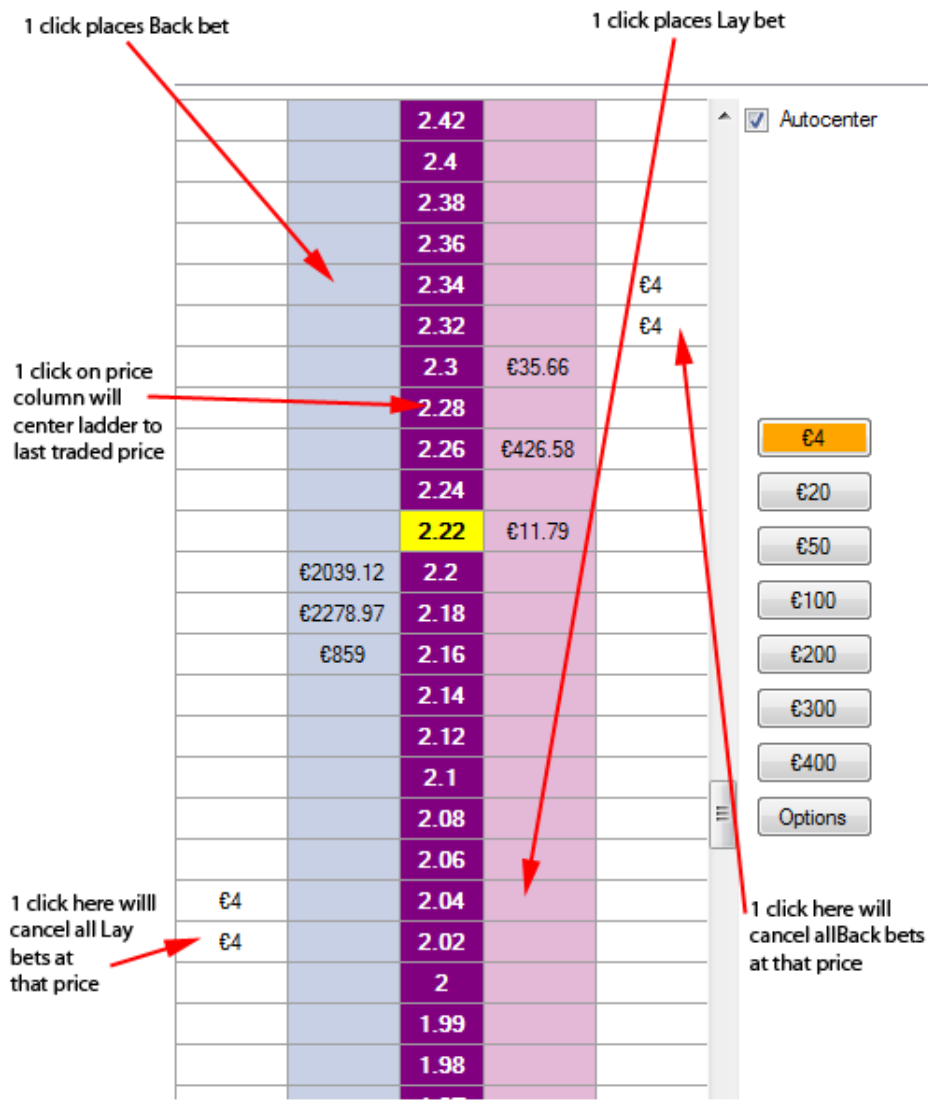 1 click places Back bet
1 click places Lay bet
2.42
Autocenter
2.4
2.38
2.36
2.34 €4
2.32 €4
2.3 €35.66
1 click on price
column will
center ladder to
last traded price
2.28
2.26 €426.58
2.24
2.22 €11.79
€2039.12 2.2
€2278.97 2.18
€859 2.16
2.14
2.12
2.1
2.08
2.06
€4 2.04
€4 2.02
2
1.99
1.98
€4
€20
€50
€100
€200
€300
€400
Options
1 click here willl
cancel all Lay
bets at
that price
1 click here will
cancel allBack bets
at that price